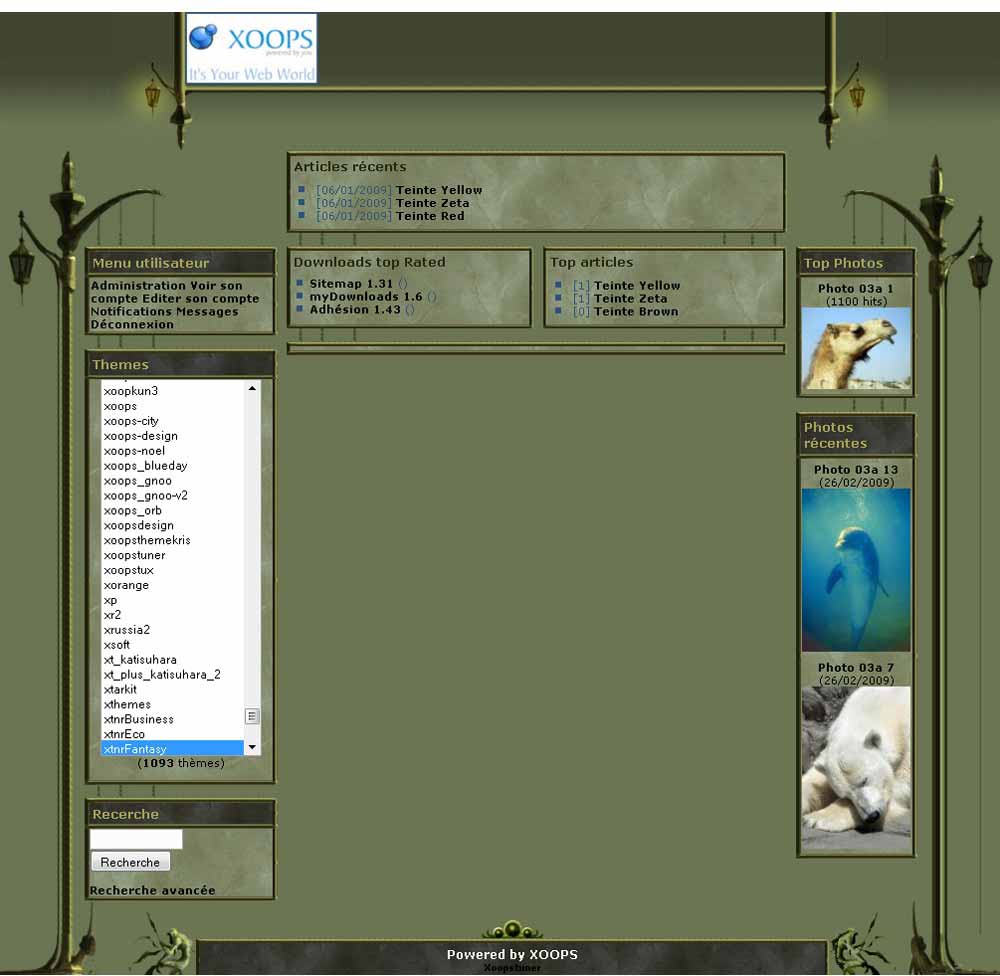 XOOPS
powered by you
It's Your Web World
Articles récents
[06/01/2009] Teinte Yellow
[06/01/2009] Teinte Zeta
[06/01/2009] Teinte Red
Menu utilisateur
Administration Voir son
compte Editer son compte
Notifications Messages
Déconnexion
Downloads top Rated
Sitemap 1.31 ()
myDownloads 1.6 ()
Adhésion 1.43 ()
Top articles
[1] Teinte Yellow
[1] Teinte Zeta
[0] Teinte Brown
Top Photos
Photo 03a 1
(1100 hits)
Themes
xoopkun3
xoops
xoops-city
xoops-design
xoops-noel
xoops_blueday
xoops_gnoo
xoops_gnoo-v2
xoops_orb
xoopsdesign
xoopsthemekris
xoopstuner
xoopstux
xorange
xp
xr2
xrussia2
xsoft
xt_katisuhara
xt_plus_katisuhara_2
xtarkit
xthemes
xtnrBusiness
xtnrEco
xtnrFantasy
(1093 thèmes)
Photos
récentes
Photo 03a 13
(26/02/2009)
Photo 03a 7
(26/02/2009)
Recerche
Recherche
Recherche avancée
Powered by XOOPS
Xoopstuner